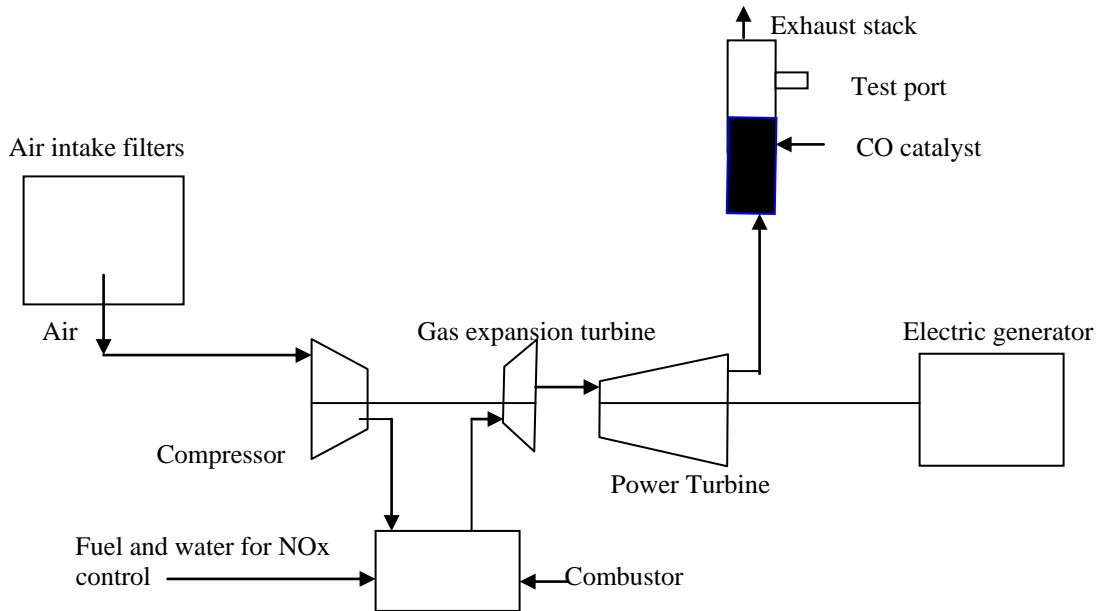 Exhaust stack
Test port
CO catalyst
Air intake filters
Air
Gas expansion turbine
Electric generator
Compressor
Power Turbine
Fuel and water for NOx
control
Combustor